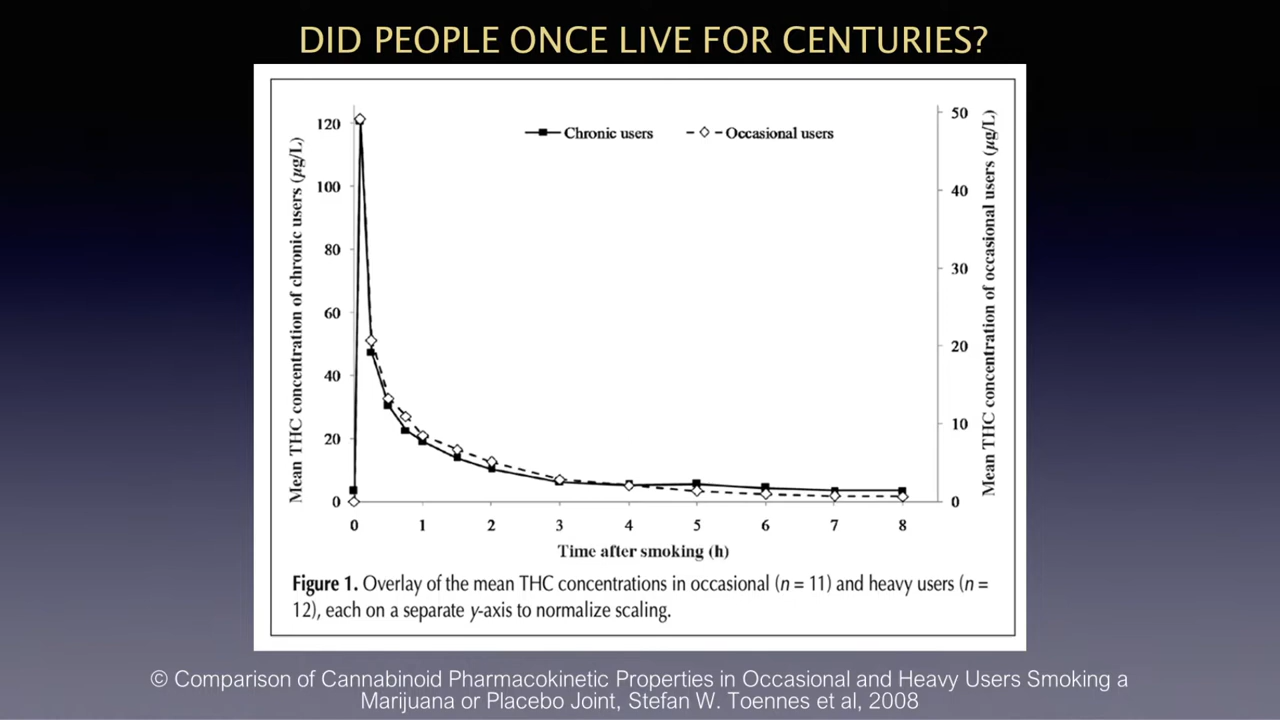 DID PEOPLE ONCE LIVE FOR CENTURIES?
Chronic users
Occasional users
Mean THC concentration of chronic users (µg/L)
120
100
80
60
40
20
0
50
40
30
20
10
0
Mean THC concentration of occasional users (µg/L)
0 1 2 3 4 5 6 7 8
Time after smoking (h)
Figure 1. Overlay of the mean THC concentrations in occasional (n = 11) and heavy users (n =
12), each on a separate y-axis to normalize scaling.
© Comparison of Cannabinoid Pharmacokinetic Properties in Occasional and Heavy Users Smoking a
Marijuana or Placebo Joint, Stefan W. Toennes et al, 2008